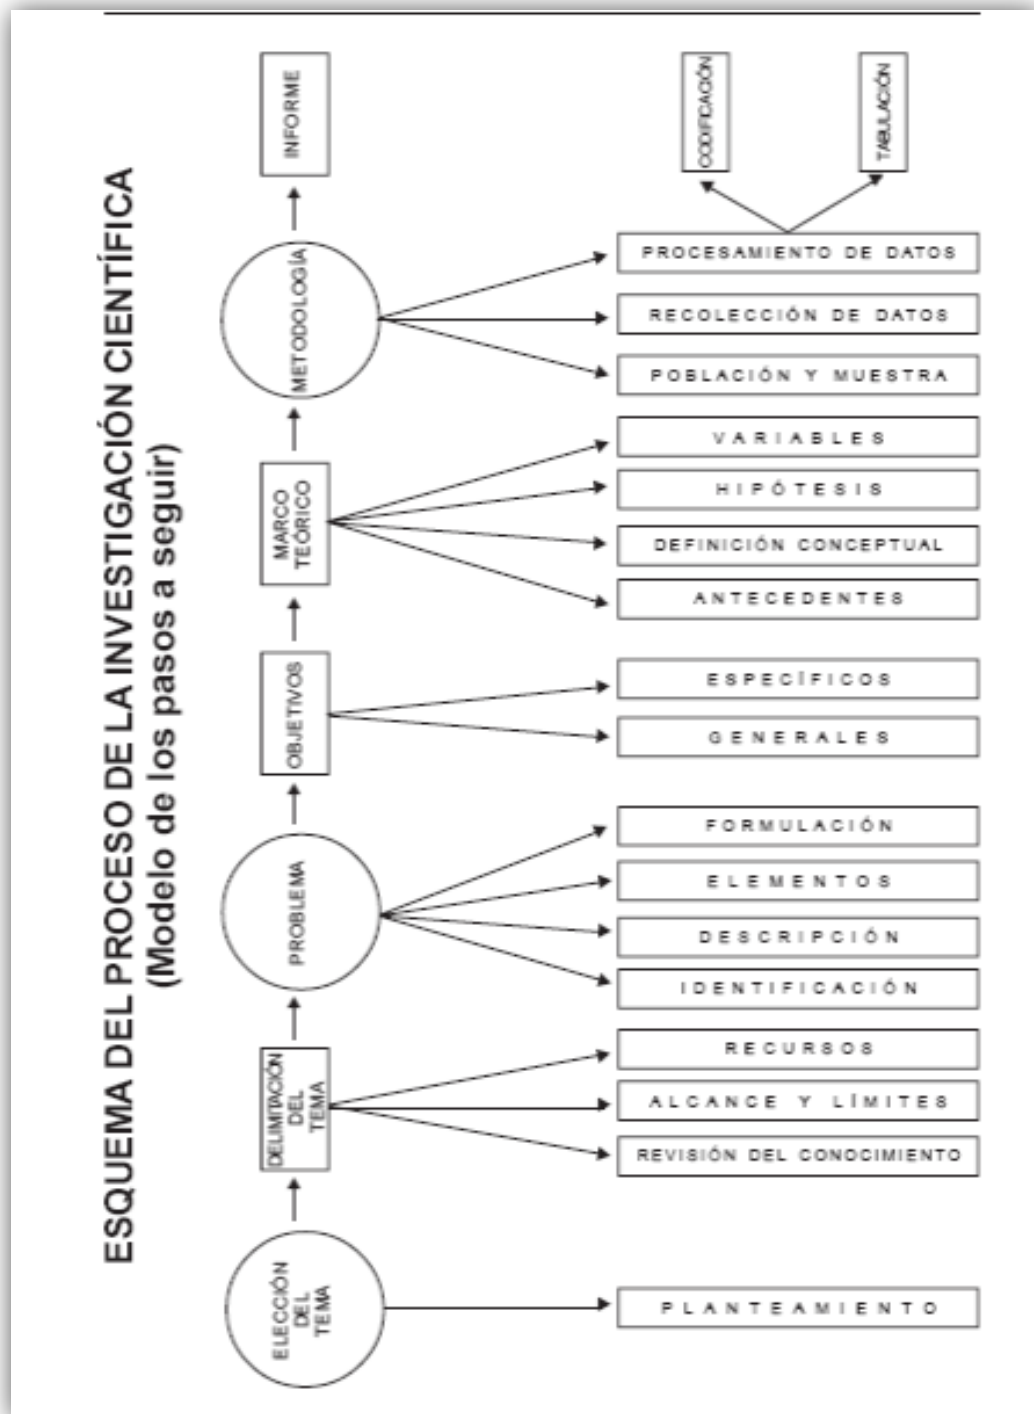 ESQUEMA DEL PROCESO DE LA INVESTIGACIÓN CIENTÍFICA
(Modelo de los pasos a seguir)
ELECCIÓN
DEL
TEMA
PLANTEAMIENTO
DELIMITACIÓN
DEL
TEMA
REVISIÓN DEL CONOCIMIENTO
ALCANCE Y LÍMITES
RECURSOS
PROBLEMA
IDENTIFICACIÓN
DESCRIPCIÓN
ELEMENTOS
FORMULACIÓN
OBJETIVOS
GENERALES
ESPECÍFICOS
MARCO
TEÓRICO
ANTECEDENTES
DEFINICIÓN CONCEPTUAL
HIPÓTESIS
VARIABLES
METODOLOGÍA
POBLACIÓN Y MUESTRA
RECOLECCIÓN DE DATOS
PROCESAMIENTO DE DATOS
CODIFICACIÓN
TABULACIÓN
INFORME